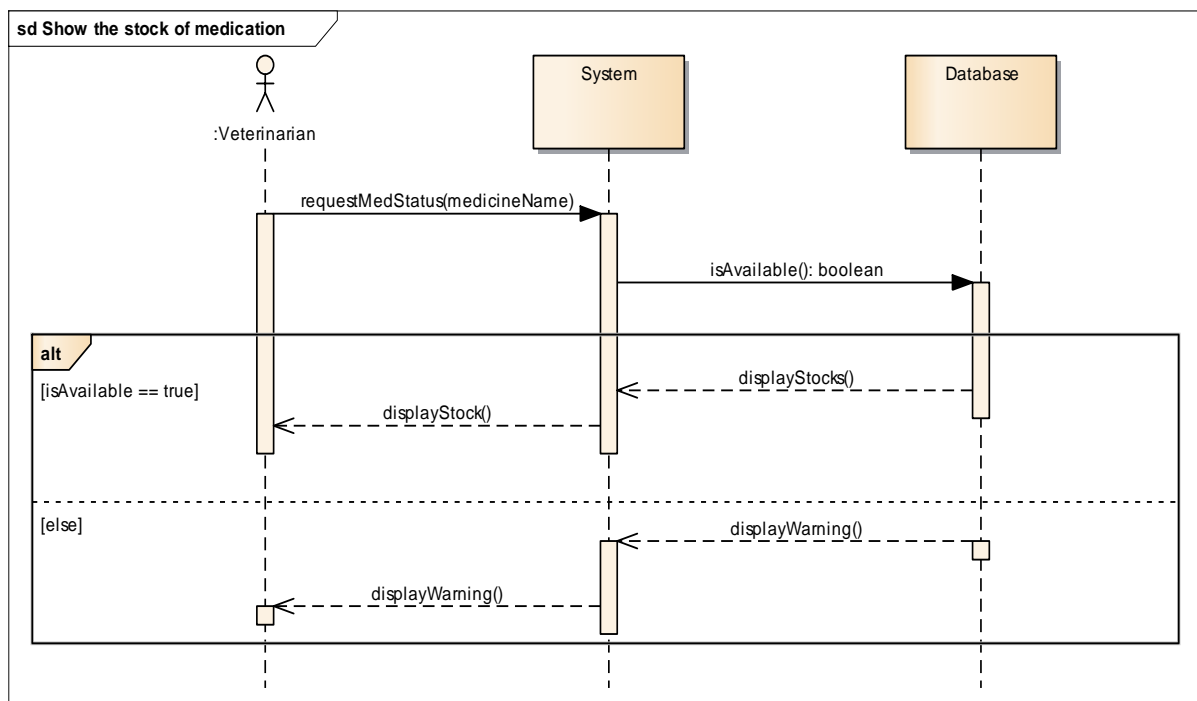 sd Show the stock of medication
System
Database
:Veterinarian
requestMedStatus(medicineName)
isAvailable(): boolean
alt
[isAvailable == true]
displayStocks()
displayStock()
[else]
displayWarning()
displayWarning()